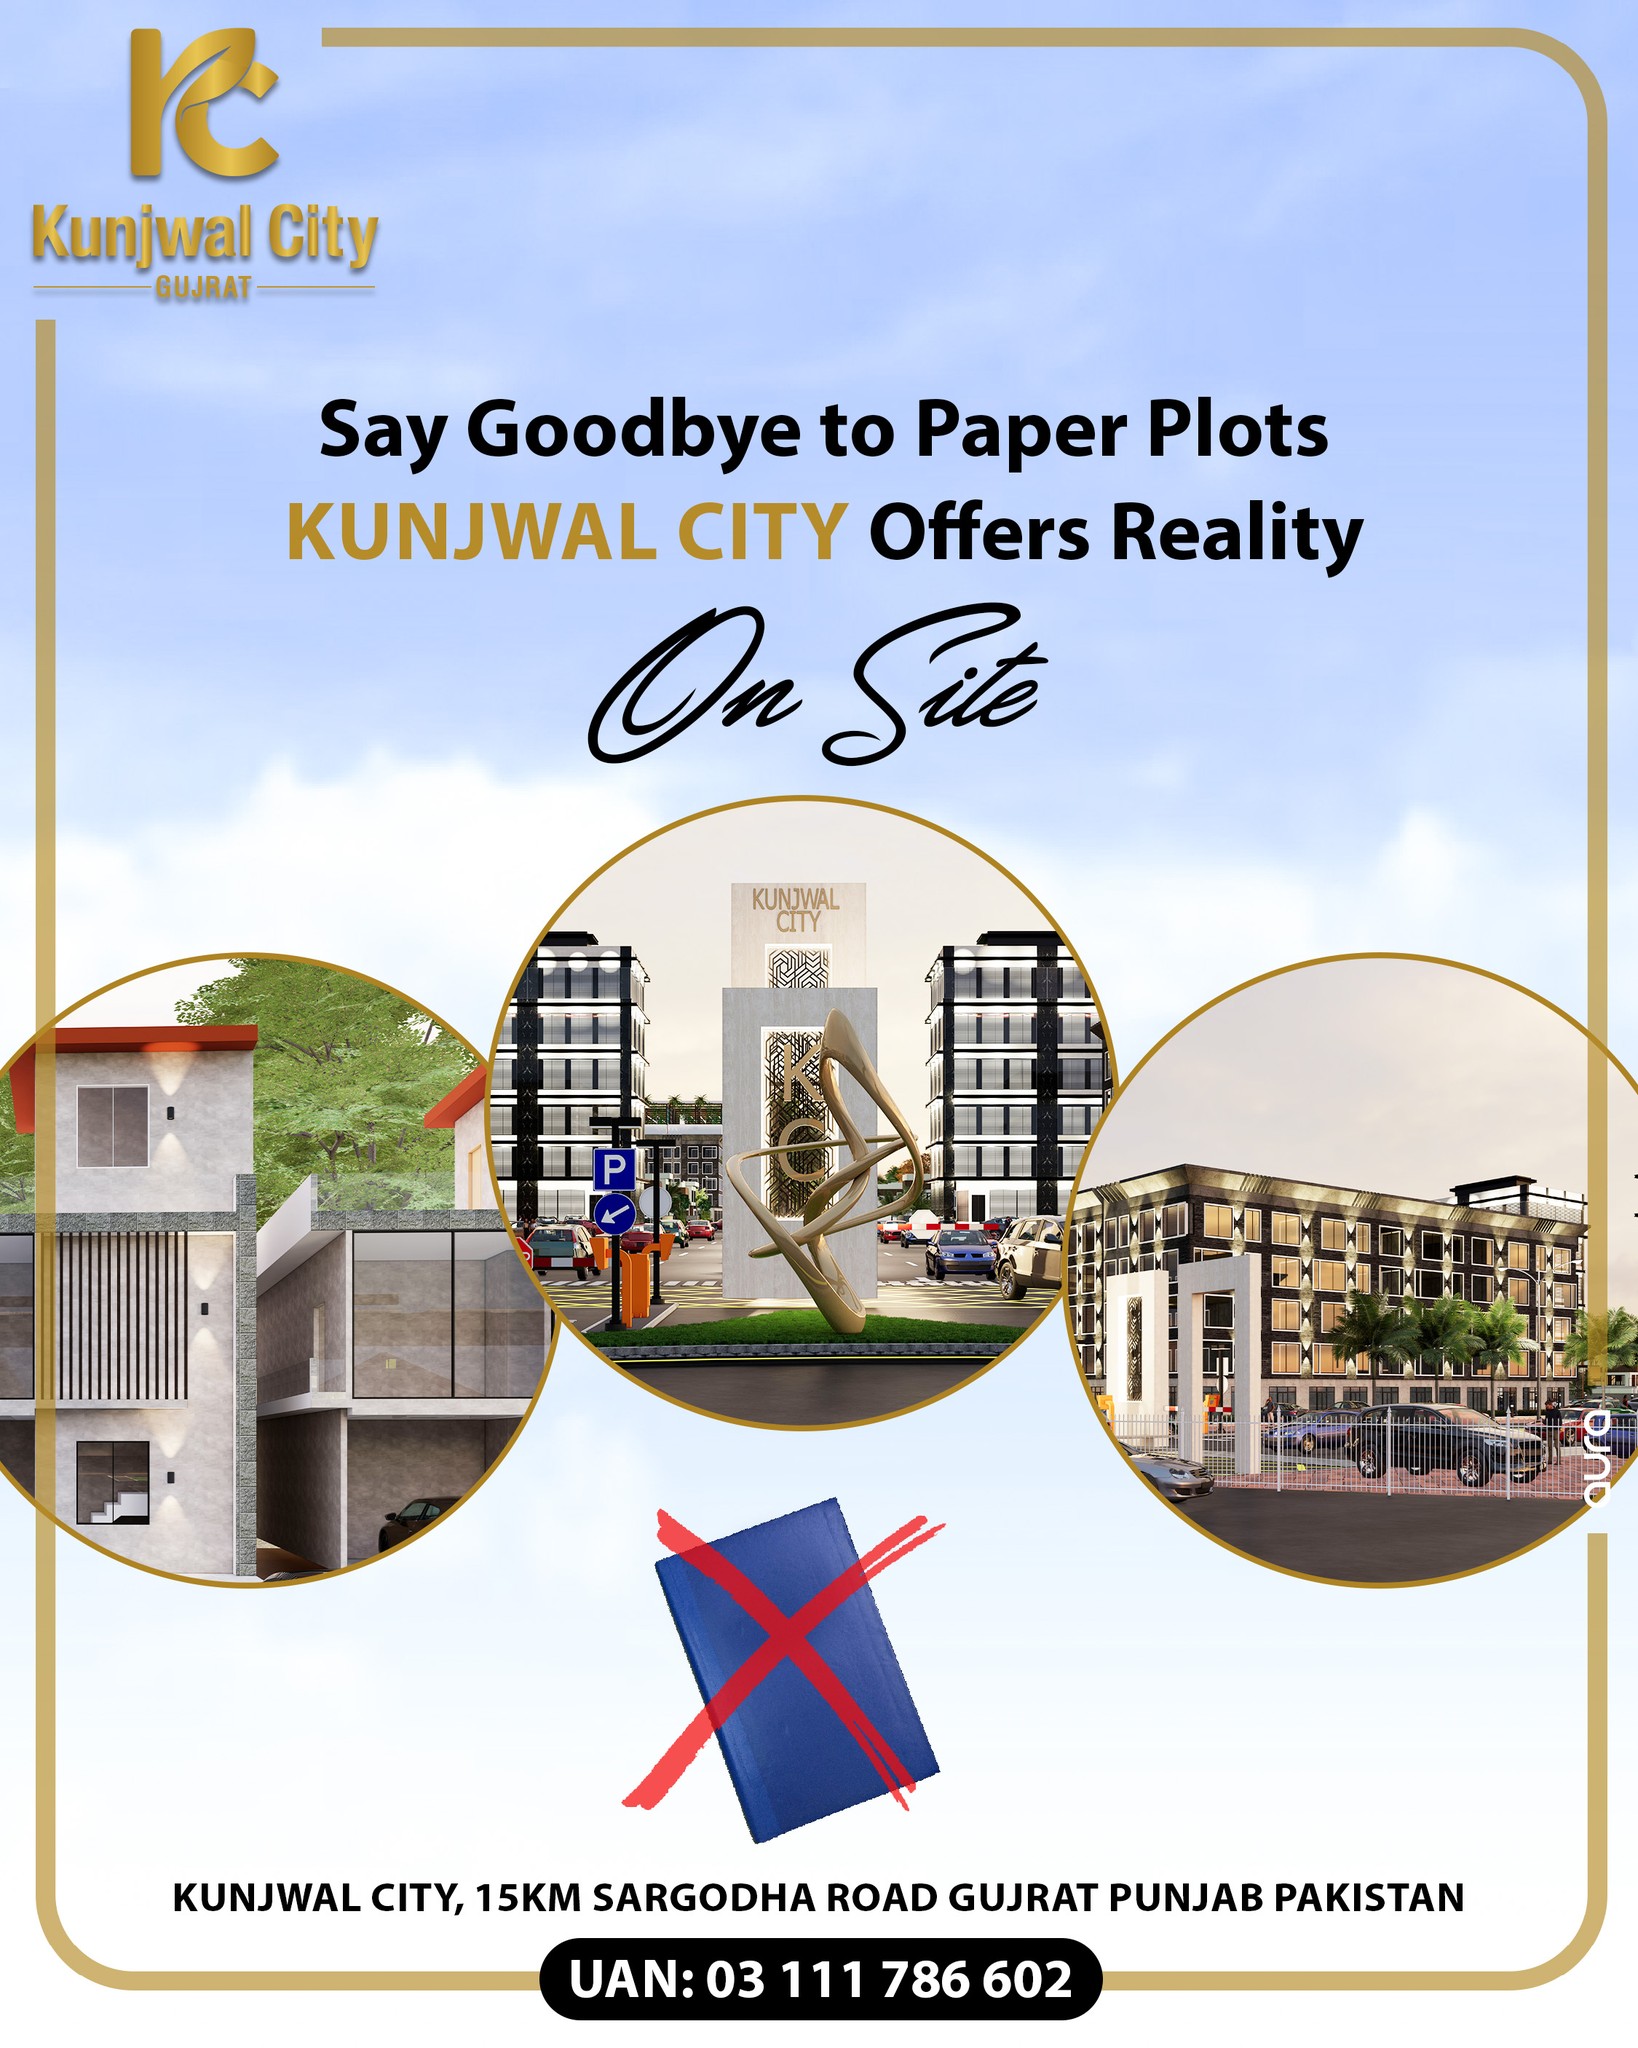 Kunjwal City
GUJRAT
Say Goodbye to Paper Plots
KUNJWAL CITY Offers Reality
On Site
KUNJWAL
CITY
K
C
P
aura
KUNJWAL CITY, 15KM SARGODHA ROAD GUJRAT PUNJAB PAKISTAN
UAN: 03 111 786 602